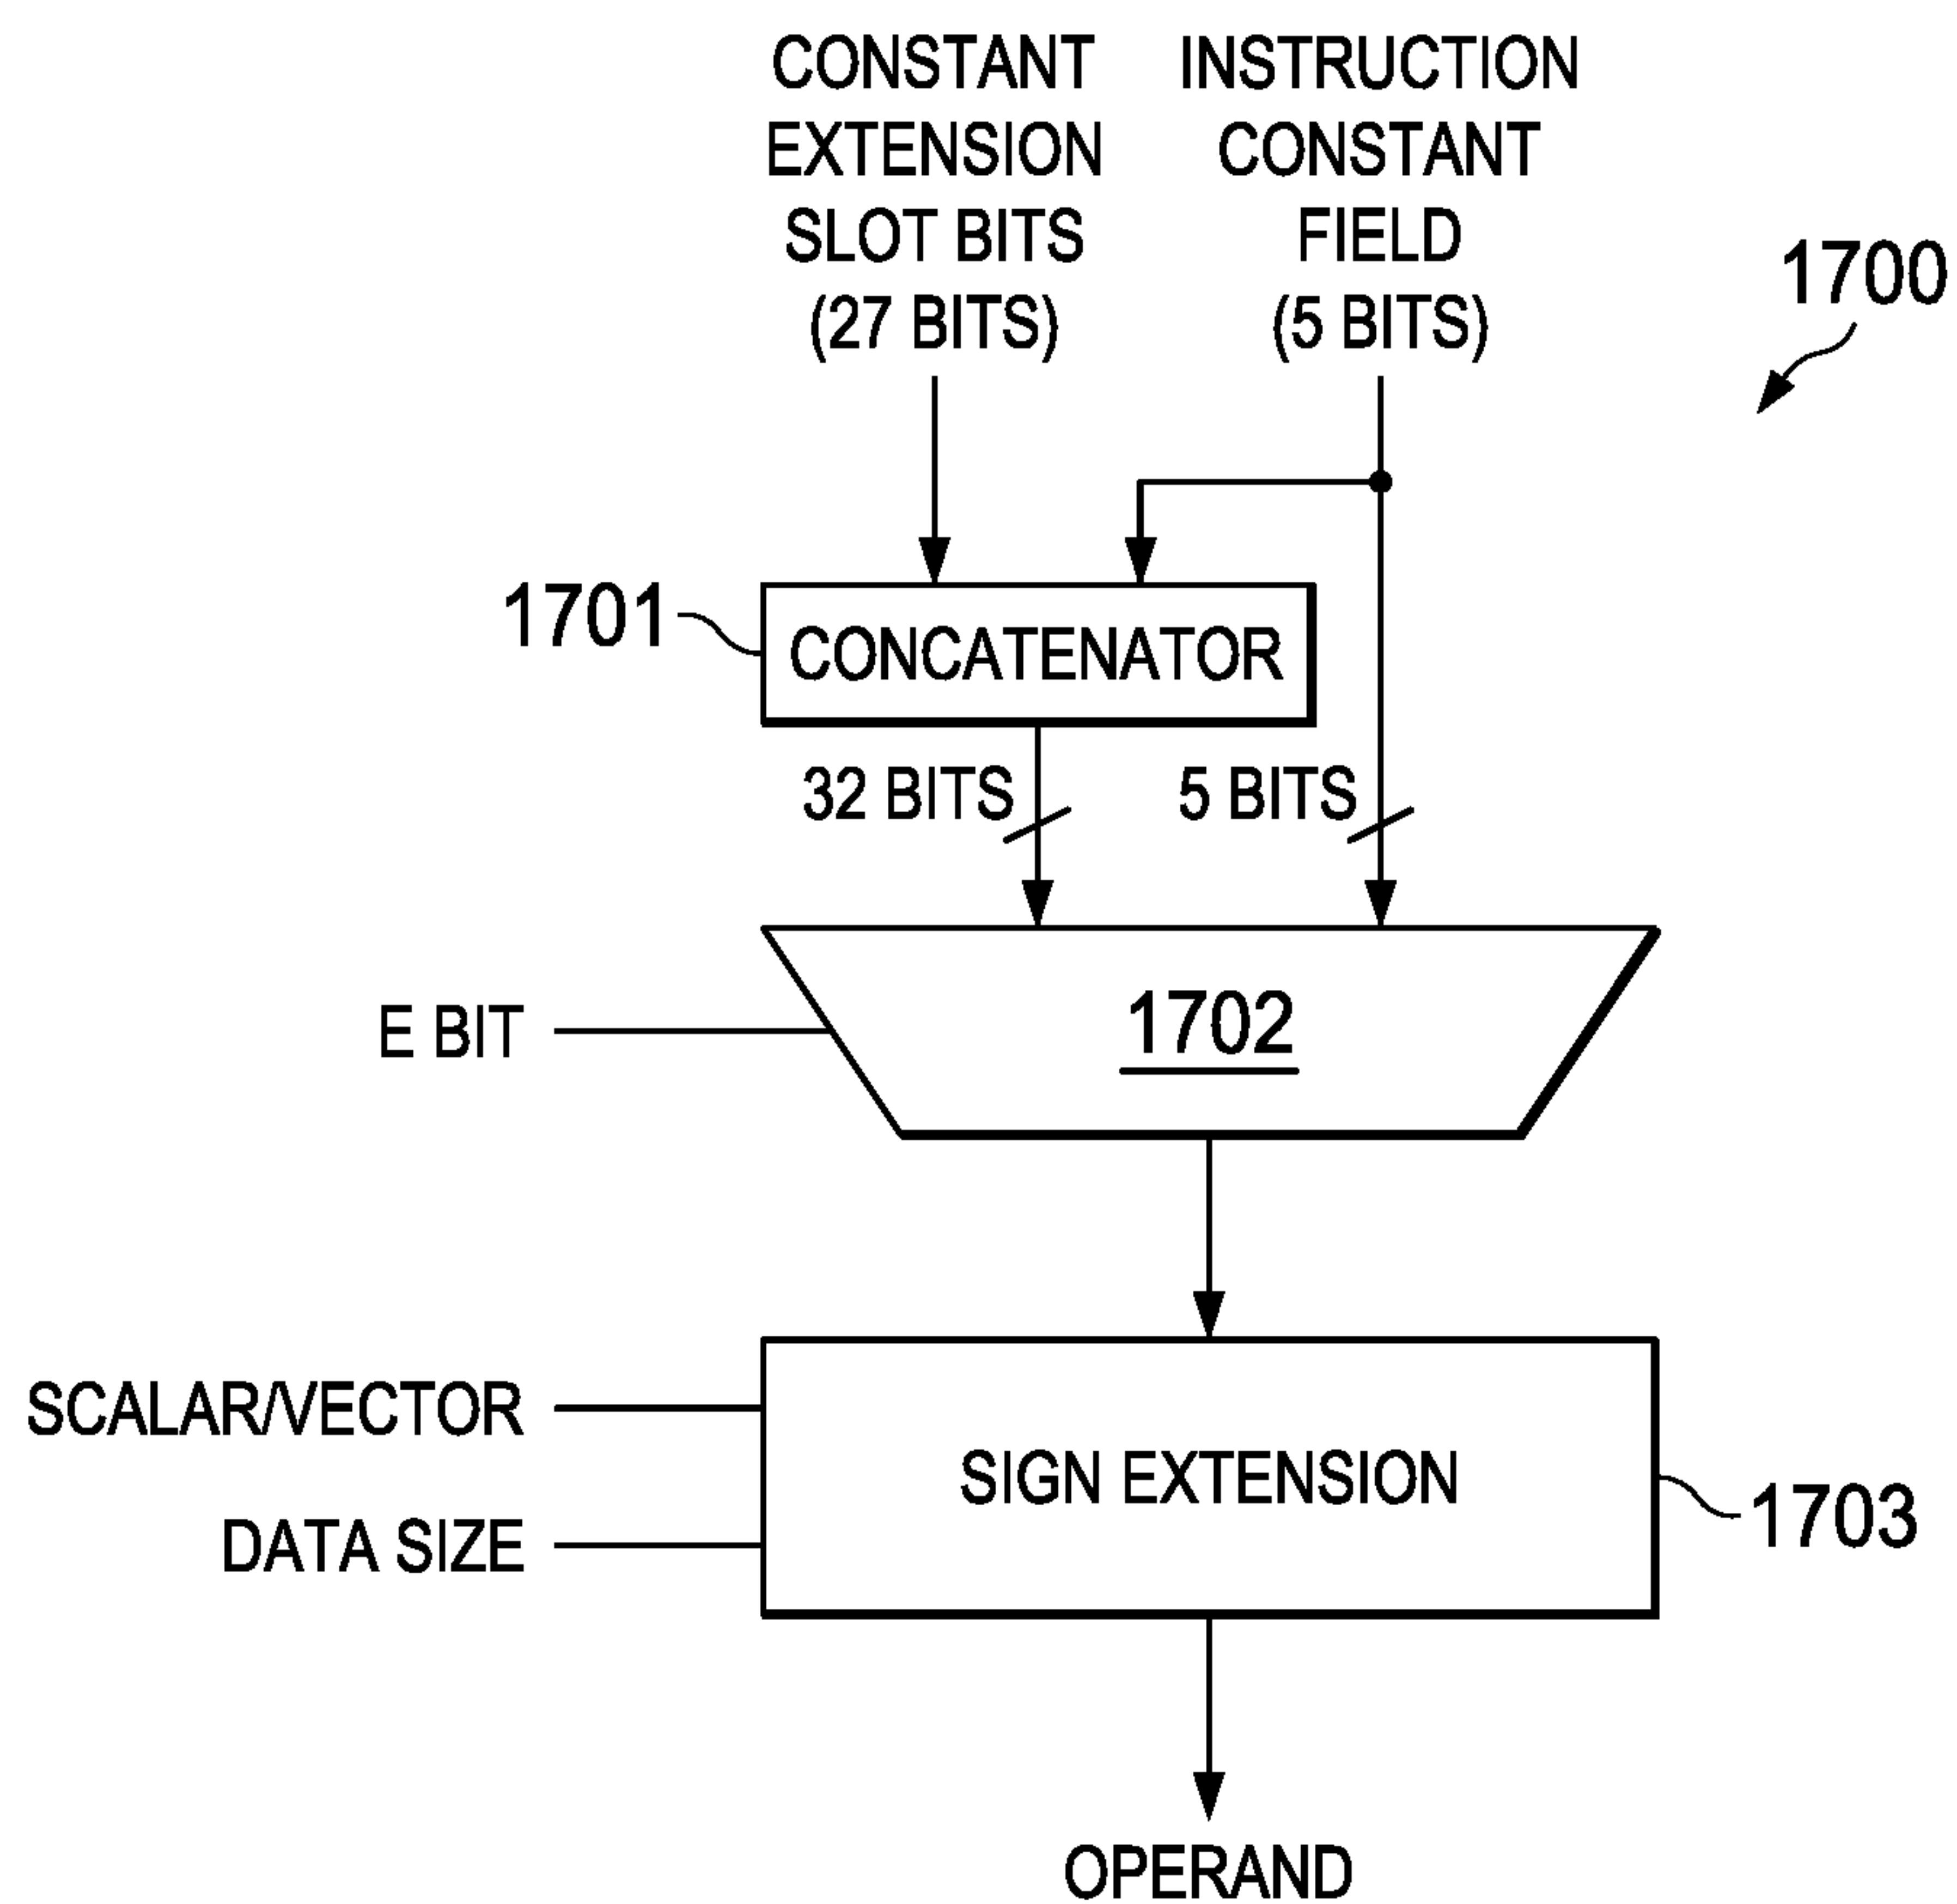 CONSTANT
EXTENSION
SLOT BITS
(27 BITS)
INSTRUCTION
CONSTANT
FIELD
(5 BITS)
1700
1701
CONCATENATOR
32 BITS
5 BITS
E BIT
1702
SCALAR/VECTOR
DATA SIZE
SIGN EXTENSION
1703
OPERAND